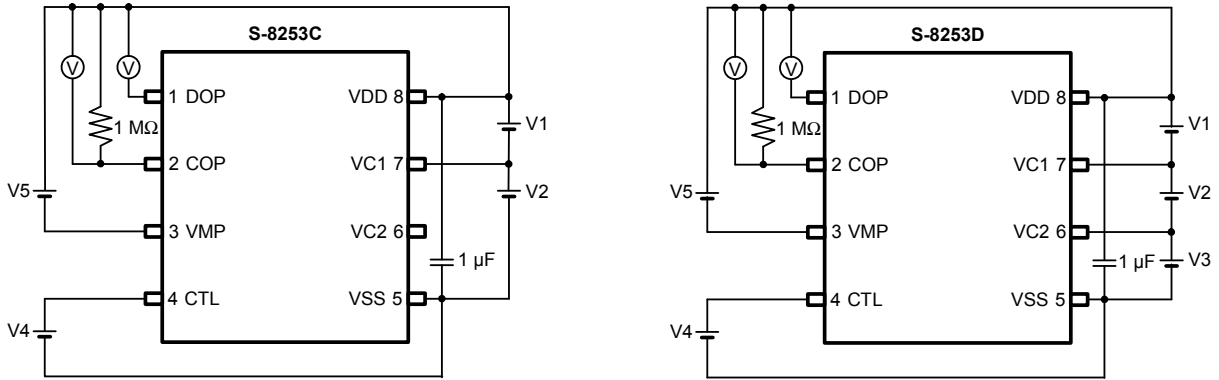 S-8253C
V
V
1 DOP
VDD 8
1 MΩ
V1
2 COP
VC1 7
V5
V2
3 VMP
VC2 6
1 µF
4 CTL
VSS 5
V4
S-8253D
V
V
1 DOP
VDD 8
1 MΩ
V1
2 COP
VC1 7
V5
V2
3 VMP
VC2 6
1 µF
V3
4 CTL
VSS 5
V4